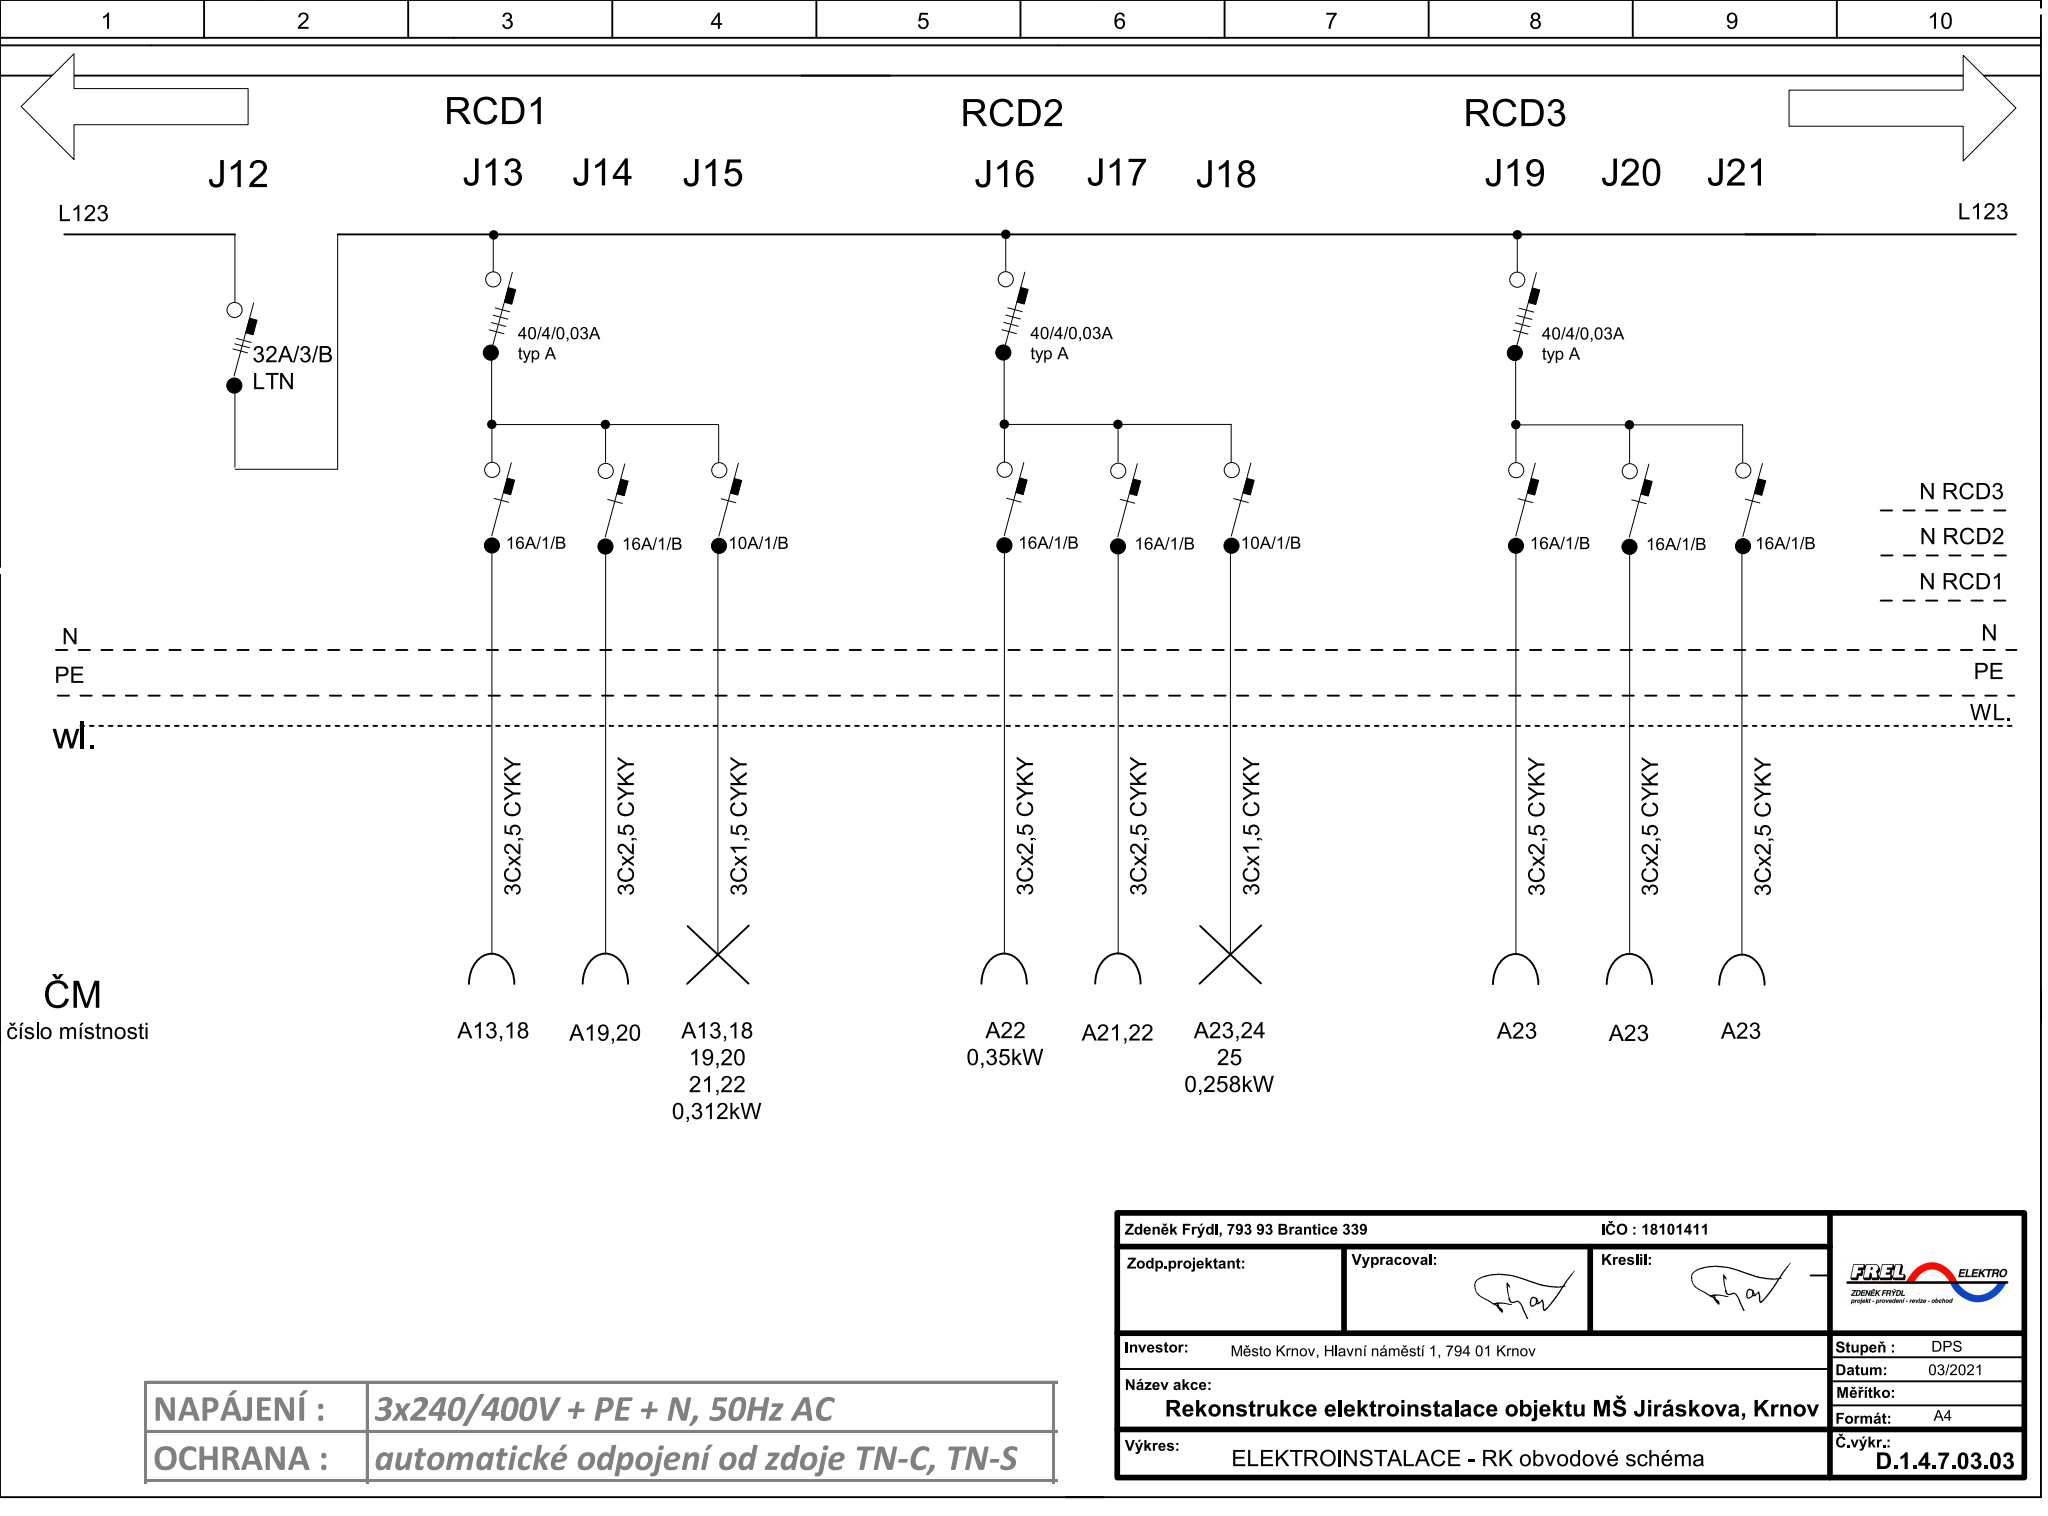 1 2 3 4 5 6 7 8 9 10
RCD1 RCD2 RCD3
J12 J13 J14 J15 J16 J17 J18 J19 J20 J21
L123 L123
40/4/0,03A 40/4/0,03A 40/4/0,03A
typ A typ A typ A
32A/3/B
LTN
16A/1/B 16A/1/B 10A/1/B 16A/1/B 16A/1/B 10A/1/B 16A/1/B 16A/1/B 16A/1/B
N RCD3
N RCD2
N RCD1
N N
PE PE
wl. WL.
3Cx2,5 CYKY 3Cx2,5 CYKY 3Cx1,5 CYKY 3Cx2,5 CYKY 3Cx2,5 CYKY 3Cx1,5 CYKY 3Cx2,5 CYKY 3Cx2,5 CYKY 3Cx2,5 CYKY
ČM
číslo místnosti
A13,18 A19,20 A13,18 A22 A21,22 A23,24 A23 A23 A23
19,20 0,35kW 25
21,22 0,258kW
0,312kW
Zdeněk Frýdl, 793 93 Brantice 339 IČO : 18101411
Zodp.projektant: Vypracoval: Kreslil:
FREL ELEKTRO
ZDENĚK FRÝDL
projekt - provedení - revize - obchod
Investor: Město Krnov, Hlavní náměstí 1, 794 01 Krnov
Stupeň : DPS
Datum: 03/2021
Název akce:
Rekonstrukce elektroinstalace objektu MŠ Jiráskova, Krnov
Měřítko:
Formát: A4
Výkres: ELEKTROINSTALACE - RK obvodové schéma
Č.výkr.:
D.1.4.7.03.03
NAPÁJENÍ : 3x240/400V + PE + N, 50Hz AC
OCHRANA : automatické odpojení od zdoje TN-C, TN-S